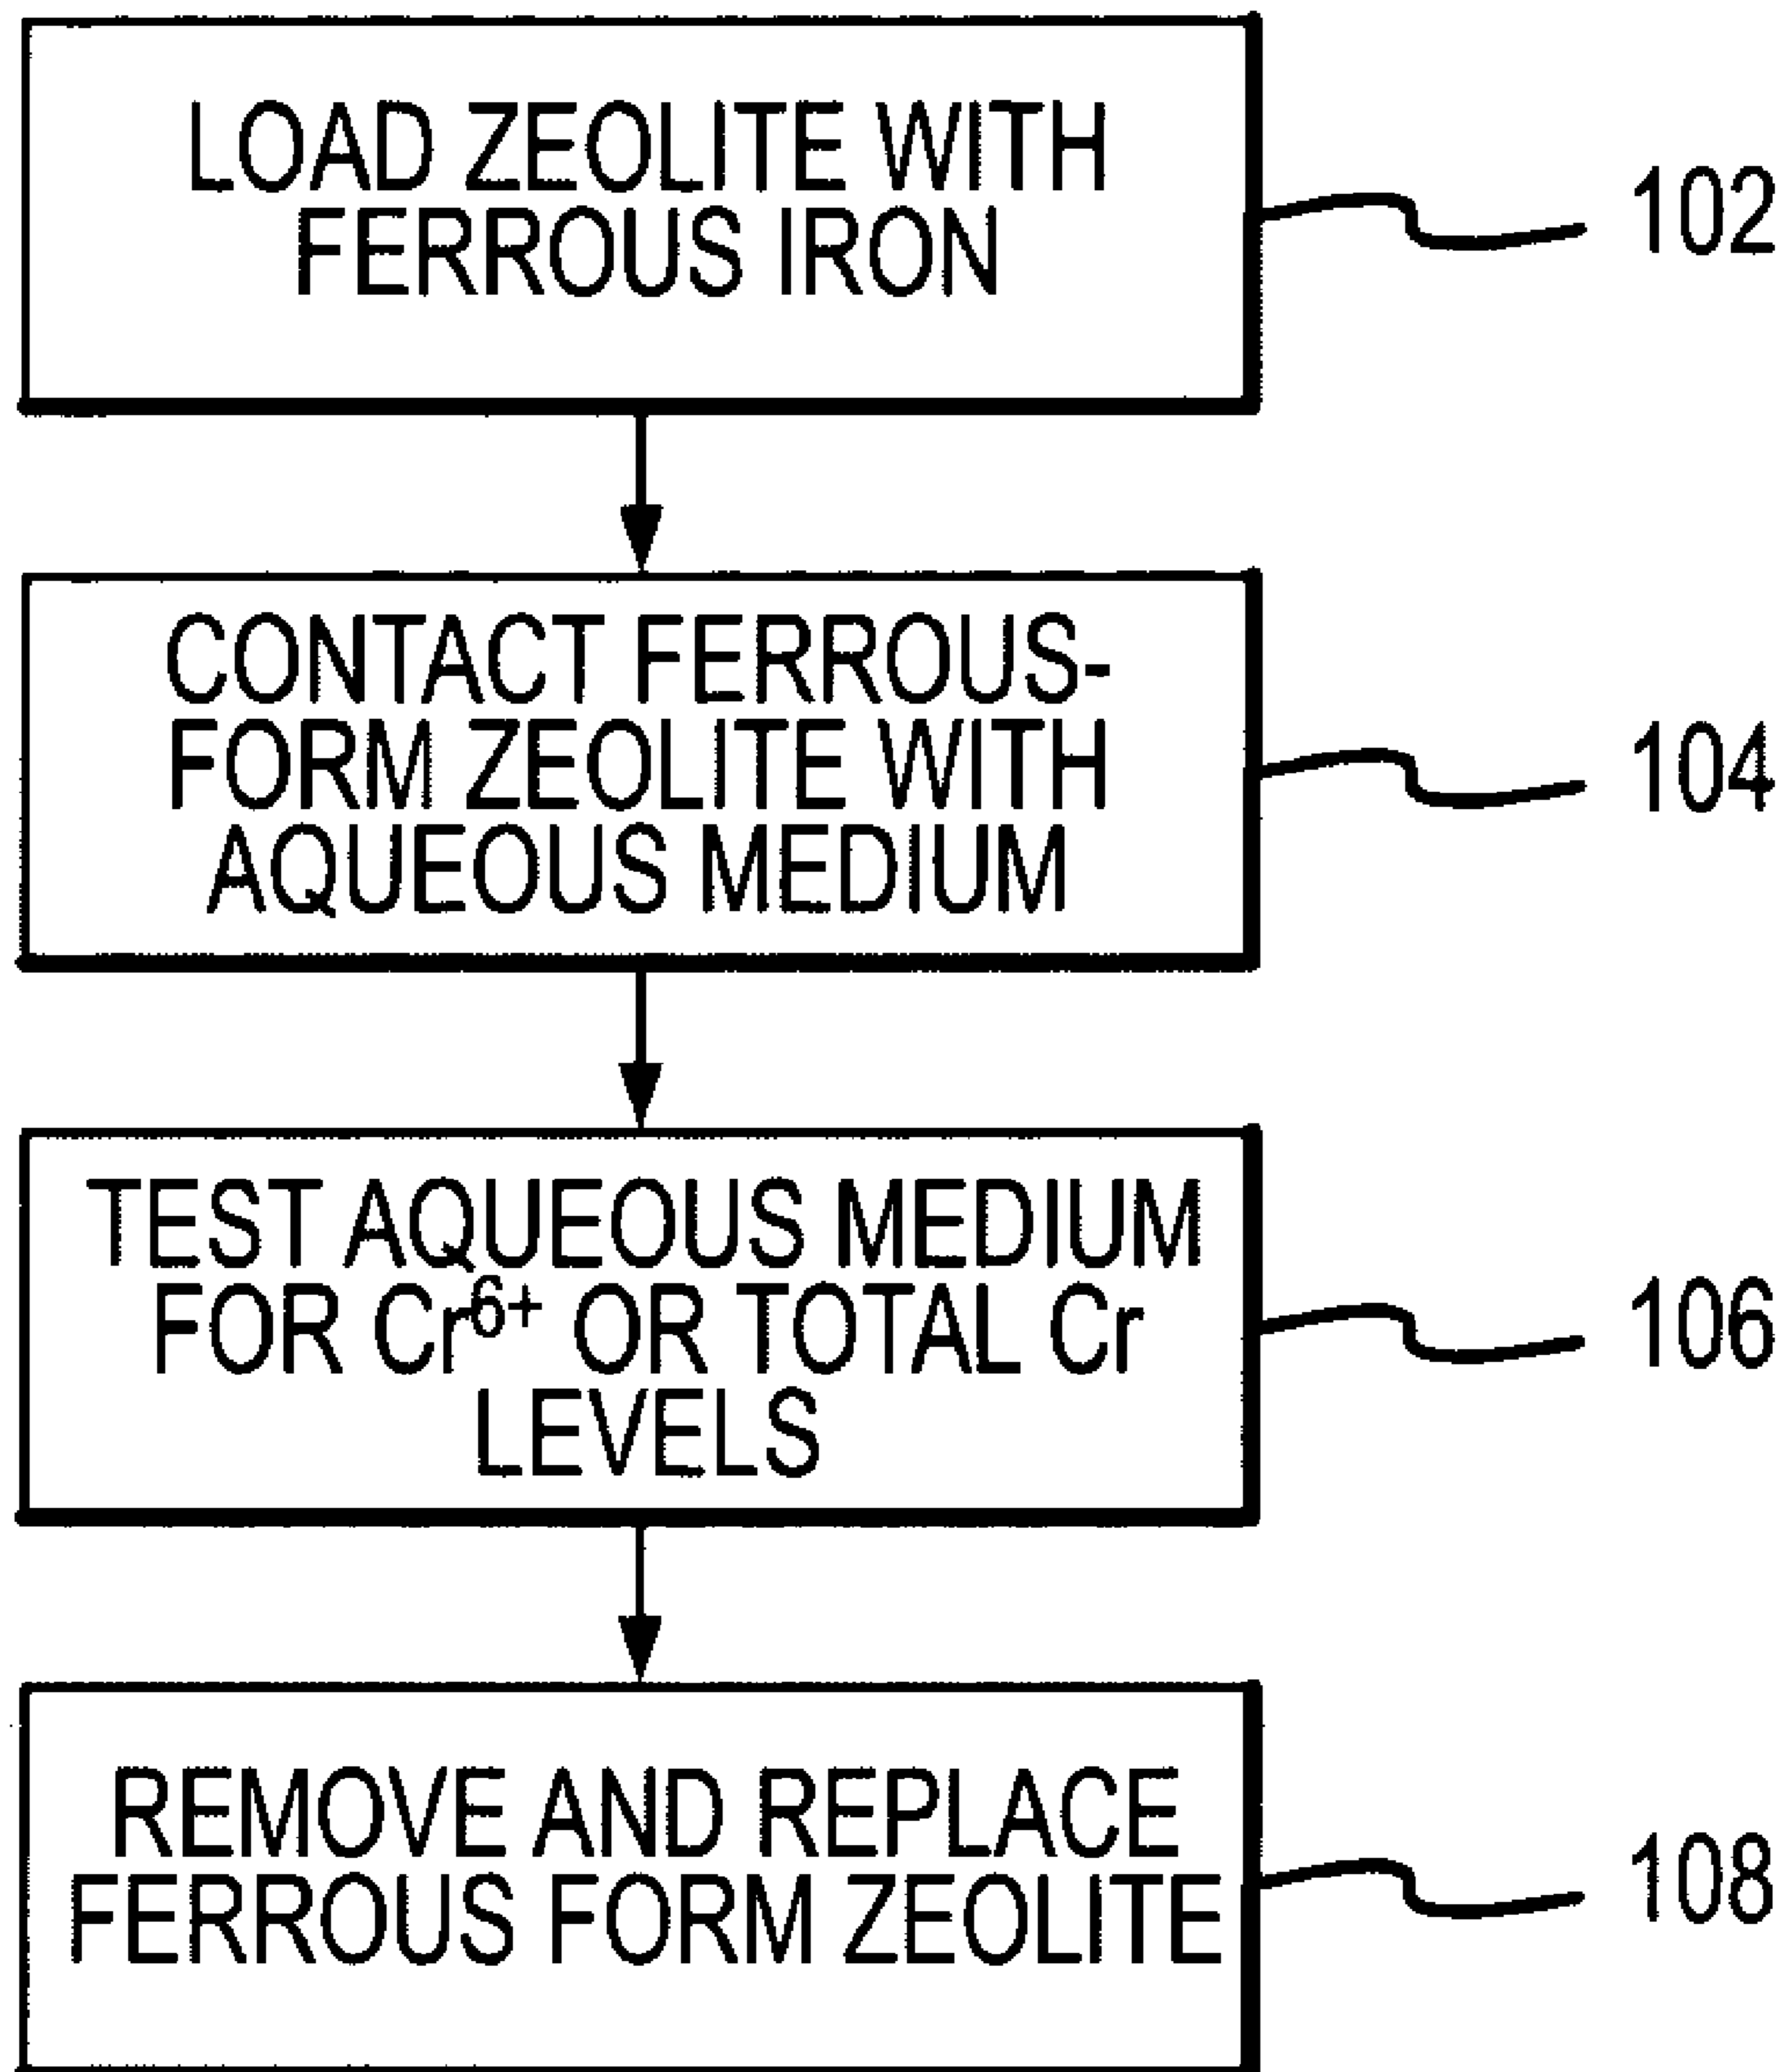 LOAD ZEOLITE WITH
FERROUS IRON
102
CONTACT FERROUS-
FORM ZEOLITE WITH
AQUEOUS MEDIUM
104
TEST AQUEOUS MEDIUM
FOR Cr⁶⁺ OR TOTAL Cr
LEVELS
106
REMOVE AND REPLACE
FERROUS FORM ZEOLITE
108